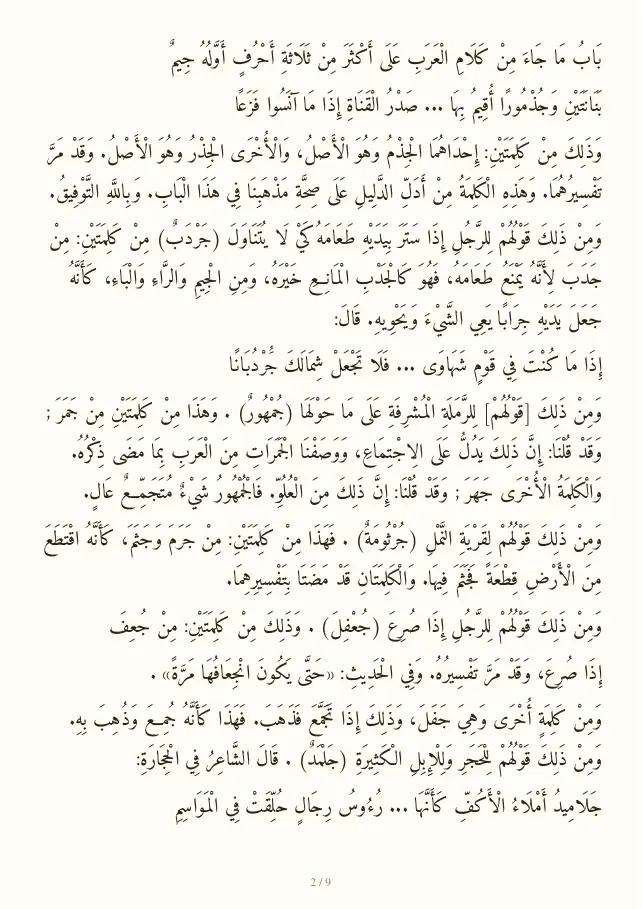 بَابُ مَا جَاءَ مِنْ كَلَامِ الْعَرَبِ عَلَى أَكْثَرَ مِنْ ثَلَاثَةِ أَحْرُفٍ أَوَّلُهُ جِيمٌ
بَنَانَتَيْنِ وَجُذْمُورًا أُقِيمُ بِهَا ... صَدْرُ الْقَنَاةِ إِذَا مَا آنَسُوا فَزَعًا
وَذَلِكَ مِنْ كَلِمَتَيْنِ: إِحْدَاهُمَا الْجِذْمُ وَهُوَ الْأَصْلُ، وَالْأُخْرَى الْجِذْرُ وَهُوَ الْأَصْلُ. وَقَدْ مَرَّ
تَفْسِيرُهُمَا. وَهَذِهِ الْكَلِمَةُ مِنْ أَدَلِّ الدَّلِيلِ عَلَى صِحَّةِ مَذْهَبِنَا فِي هَذَا الْبَابِ. وَبِاللَّهِ التَّوْفِيقُ.
وَمِنْ ذَلِكَ قَوْلُهُمْ لِلرَّجُلِ إِذَا سَتَرَ بِيَدَيْهِ طَعَامَهُ كَيْ لَا يُتَنَاوَلَ (جَرْدَبٌ) مِنْ كَلِمَتَيْنِ: مِنْ
جَدَبَ لِأَنَّهُ يَمْنَعُ طَعَامَهُ، فَهُوَ كَالْجَدْبِ الْمَانِعِ خَيْرَهُ، وَمِنِ الْجِيمِ وَالرَّاءِ وَالْبَاءِ، كَأَنَّهُ
جَعَلَ يَدَيْهِ جِرَابًا يَعِي الشَّيْءَ وَيَحْوِيهِ. قَالَ:
إِذَا مَا كُنْتَ فِي قَوْمٍ شَهَاوَى ... فَلَا تَجْعَلْ شِمَالَكَ جَُرْدُبَانًا
وَمِنْ ذَلِكَ [قَوْلُهُمْ] لِلرَّمَلَةِ الْمُشْرِفَةِ عَلَى مَا حَوْلَهَا (جُمْهُورٌ) . وَهَذَا مِنْ كَلِمَتَيْنِ مِنْ جَمَرَ ;
وَقَدْ قُلْنَا: إِنَّ ذَلِكَ يَدُلُّ عَلَى الِاجْتِمَاعِ، وَوَصَفْنَا الْجَمَرَاتِ مِنَ الْعَرَبِ بِمَا مَضَى ذِكْرُهُ.
وَالْكَلِمَةُ الْأُخْرَى جَهَرَ ; وَقَدْ قُلْنَا: إِنَّ ذَلِكَ مِنَ الْعُلُوِّ. فَالْجُمْهُورُ شَيْءٌ مُتَجَمِّعٌ عَالٍ.
وَمِنْ ذَلِكَ قَوْلُهُمْ لِقَرْيَةِ النَّمْلِ (جُرْثُومَةٌ) . فَهَذَا مِنْ كَلِمَتَيْنِ: مِنْ جَرَمَ وَجَثَمَ، كَأَنَّهُ اقْتَطَعَ
مِنَ الْأَرْضِ قِطْعَةً فَجَثَمَ فِيهَا. وَالْكَلِمَتَانِ قَدْ مَضَتَا بِتَفْسِيرِهِمَا.
وَمِنْ ذَلِكَ قَوْلُهُمْ لِلرَّجُلِ إِذَا صُرِعَ (جُعْفِلَ) . وَذَلِكَ مِنْ كَلِمَتَيْنِ: مِنْ جُعِفَ
إِذَا صُرِعَ، وَقَدْ مَرَّ تَفْسِيرُهُ. وَفِي الْحَدِيثِ: «حَتَّى يَكُونَ انْجِعَافُهَا مَرَّةً» .
وَمِنْ كَلِمَةٍ أُخْرَى وَهِيَ جَفَلَ، وَذَلِكَ إِذَا تَجَمَّعَ فَذَهَبَ. فَهَذَا كَأَنَّهُ جُمِعَ وَذُهِبَ بِهِ.
وَمِنْ ذَلِكَ قَوْلُهُمْ لِلْحَجَرِ وَلِلْإِبِلِ الْكَثِيرَةِ (جَلْمَدٌ) . قَالَ الشَّاعِرُ فِي الْحِجَارَةِ:
جَلَامِيدُ أَمْلَاءُ الْأَكُفِّ كَأَنَّهَا ... رُءُوسُ رِجَالٍ حُلِّقَتْ فِي الْمَوَاسِمِ
2 / 9